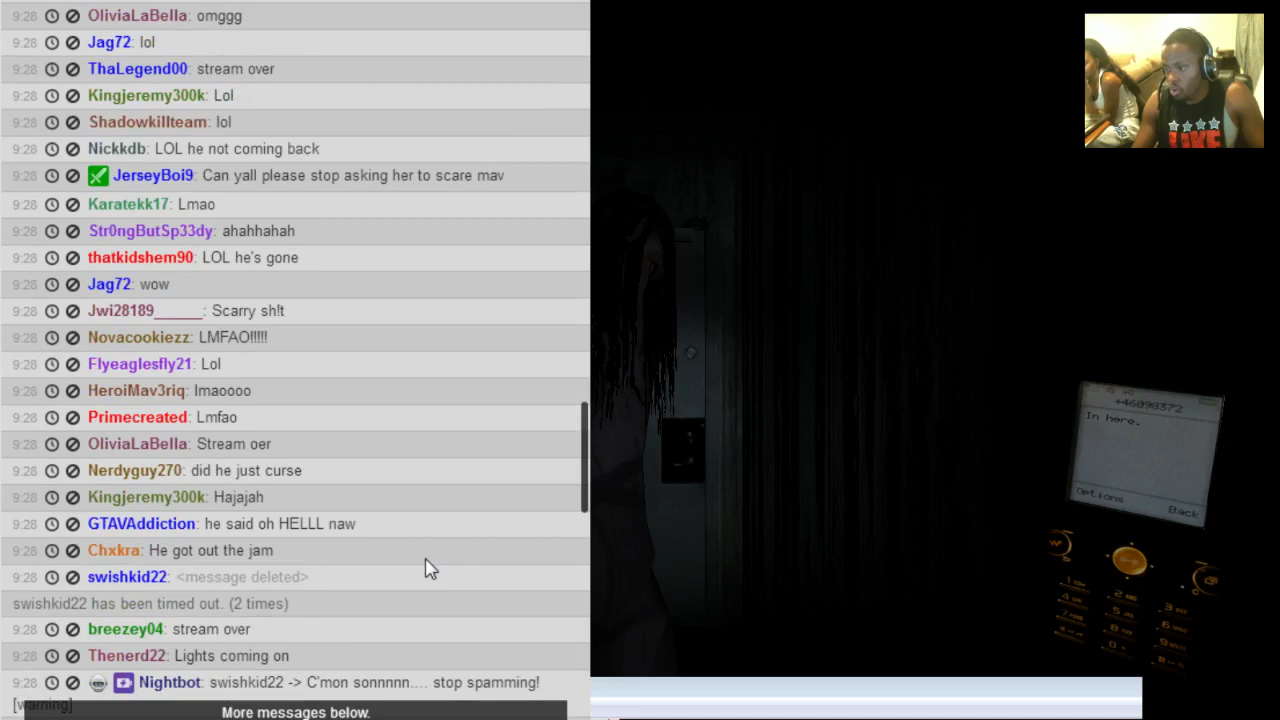 9:28 OliviaLaBella: omggg
9:28 Jag72: lol
9:28 ThaLegend00: stream over
9:28 Kingjeremy300k: Lol
9:28 Shadowkillteam: lol
9:28 Nickkdb: LOL he not coming back
9:28 JerseyBoi9: Can yall please stop asking her to scare mav
9:28 Karatekk17: Lmao
9:28 Str0ngButSp33dy: ahahhahah
9:28 thatkidshem90: LOL he's gone
9:28 Jag72: wow
9:28 Jwi28189______: Scarry sh!t
9:28 Novacookiezz: LMFAO!!!!!
9:28 Flyeaglesfly21: Lol
9:28 HeroiMav3riq: lmaoooo
9:28 Primecreated: Lmfao
9:28 OliviaLaBella: Stream oer
9:28 Nerdyguy270: did he just curse
9:28 Kingjeremy300k: Hajajah
9:28 GTAVAddiction: he said oh HELLL naw
9:28 Chxkra: He got out the jam
9:28 swishkid22: <message deleted>
swishkid22 has been timed out. (2 times)
9:28 breezey04: stream over
9:28 Thenerd22: Lights coming on
9:28 Nightbot: swishkid22 -> C'mon sonnnnn.... stop spamming!
[warning]
More messages below.
+46090372
In here.
Options
Back
LIKE